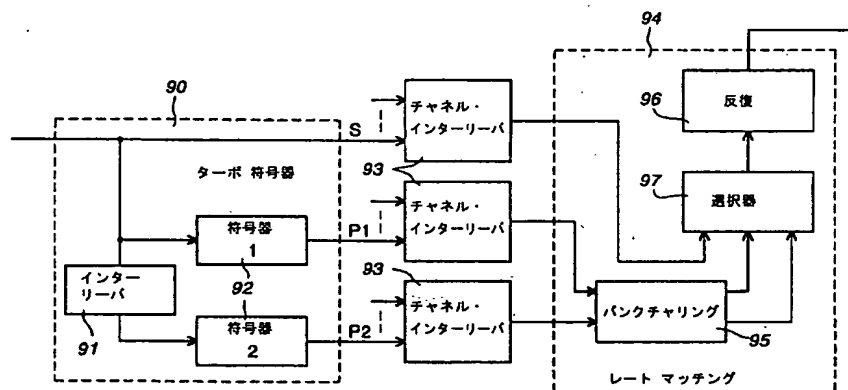 94
90
反復
96
チャネル・
インターリーバ
S
93
ターボ 符号器
97
選択器
チャネル・
インターリーバ
P1
符号器
1
92
インター
リーバ
91
93
チャネル・
インターリーバ
P2
符号器
2
パンクチャリング
95
レート マッチング